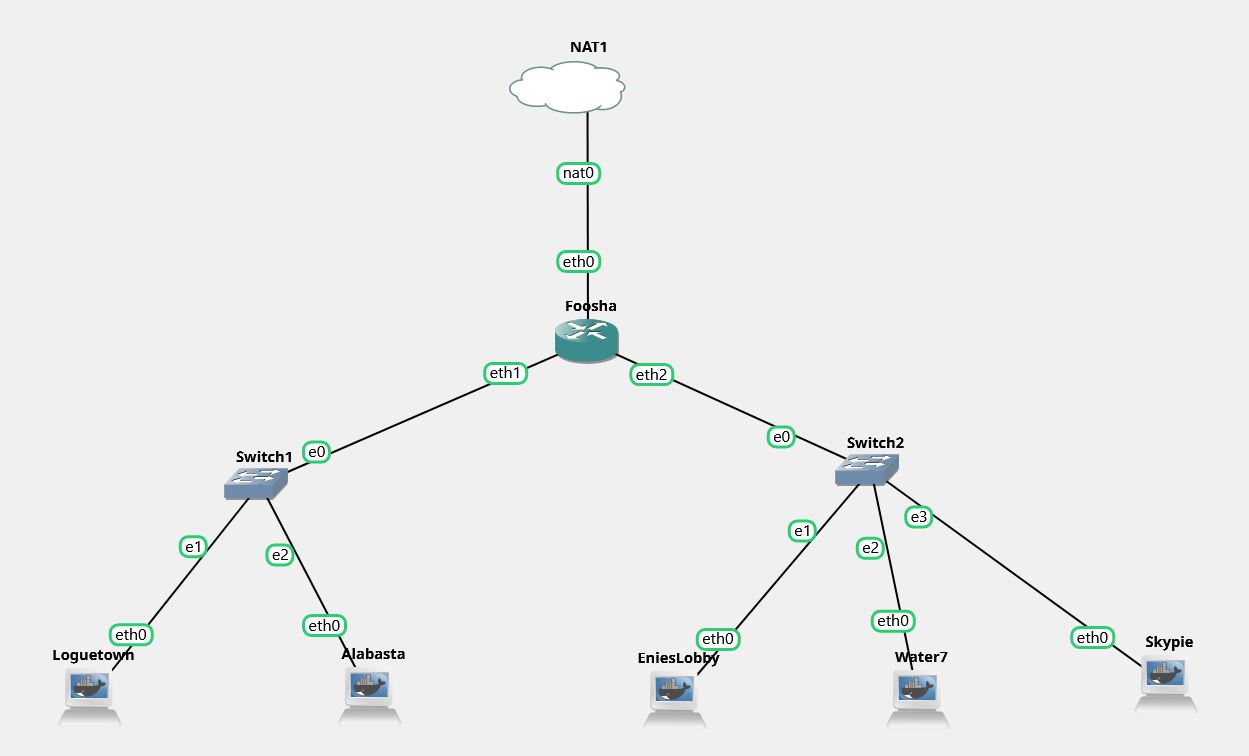 NAT1
nat0
eth0
Foosha
eth1
eth2
e0
e0
Switch1
Switch2
e1
e2
e1
e2
e3
eth0
eth0
eth0
eth0
eth0
Loguetown
Alabasta
EniesLobby
Water7
Skypie